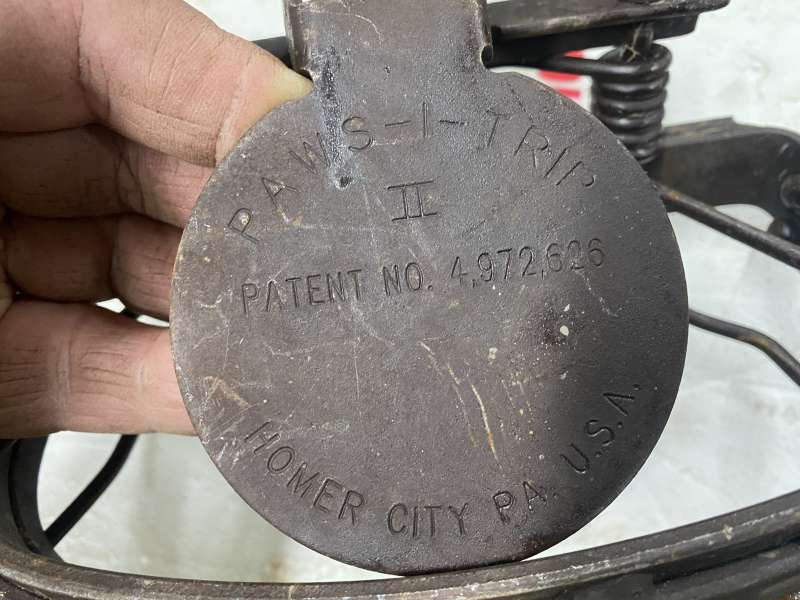 PAWS-I-TRIP
II
PATENT NO. 4,972,626
HOMER CITY PA. U.S.A.